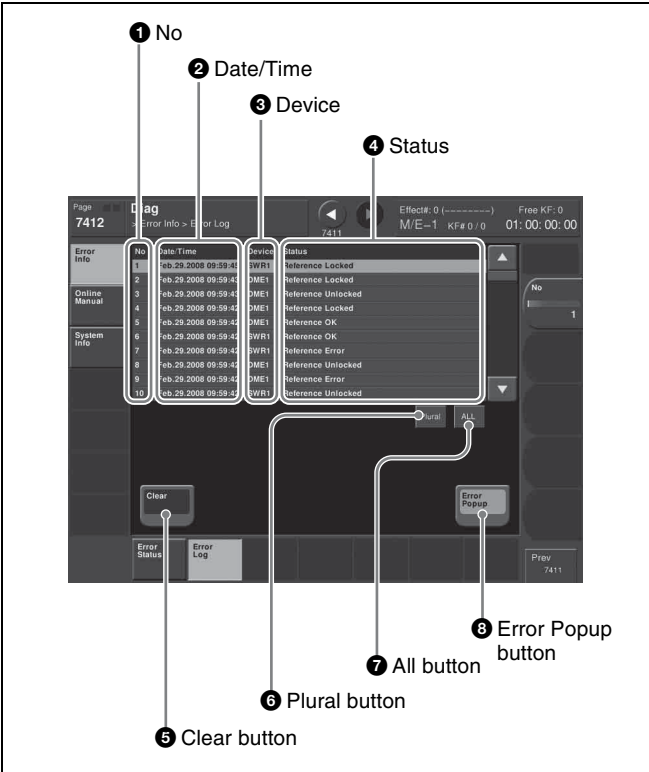 1 No
2 Date/Time
3 Device
4 Status
Page
7412
Diag
> Error Info > Error Log
7411
Effect#: 0 (--------) Free KF: 0
M/E-1 KF# 0 / 0 01: 00: 00: 00
Error Info
Online Manual
System Info
No Date/Time Device Status
1 Feb.29.2008 09:59:45 SWR1 Reference Locked
2 Feb.29.2008 09:59:43 DME1 Reference Locked
3 Feb.29.2008 09:59:43 DME1 Reference Unlocked
4 Feb.29.2008 09:59:42 DME1 Reference Locked
5 Feb.29.2008 09:59:42 DME1 Reference OK
6 Feb.29.2008 09:59:42 SWR1 Reference OK
7 Feb.29.2008 09:59:42 SWR1 Reference Error
8 Feb.29.2008 09:59:42 DME1 Reference Unlocked
9 Feb.29.2008 09:59:42 DME1 Reference Error
10 Feb.29.2008 09:59:42 SWR1 Reference Unlocked
No
1
Plural ALL
Clear
Error Popup
Error Status
Error Log
Prev
7411
8 Error Popup
button
7 All button
6 Plural button
5 Clear button